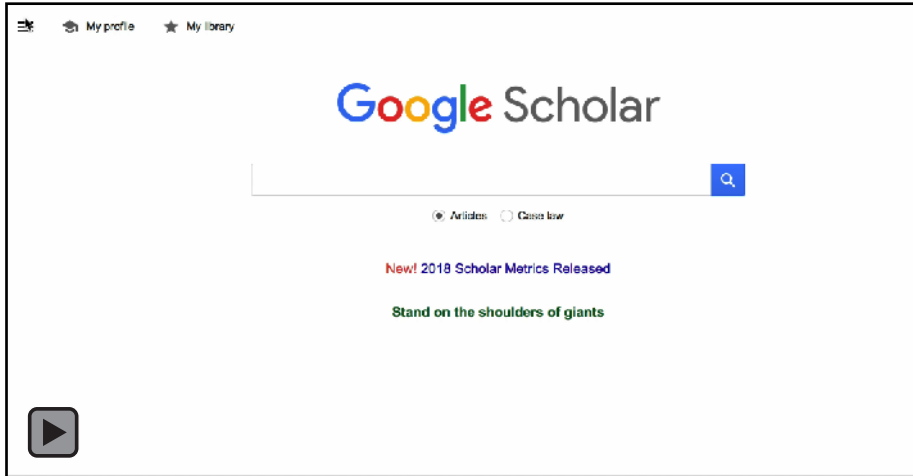 My profile My library
Google Scholar
Articles Case law
New! 2018 Scholar Metrics Released
Stand on the shoulders of giants